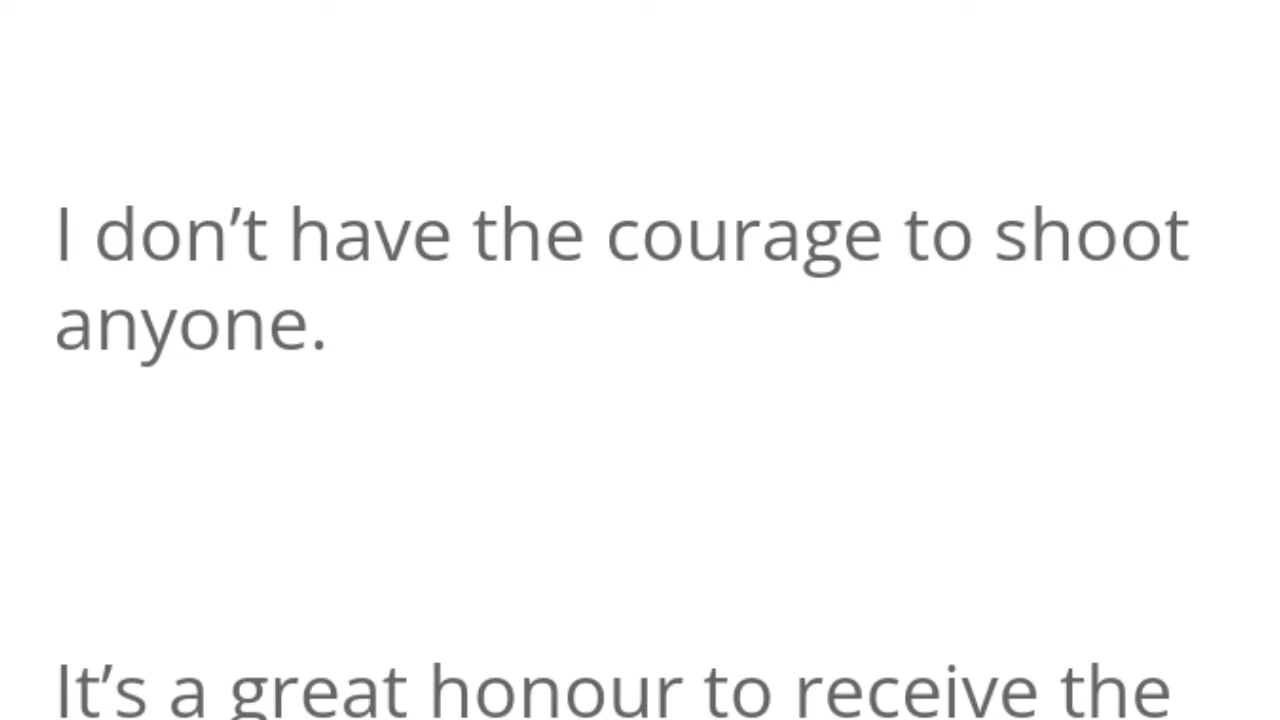 I don’t have the courage to shoot
anyone.
It’s a great honour to receive the